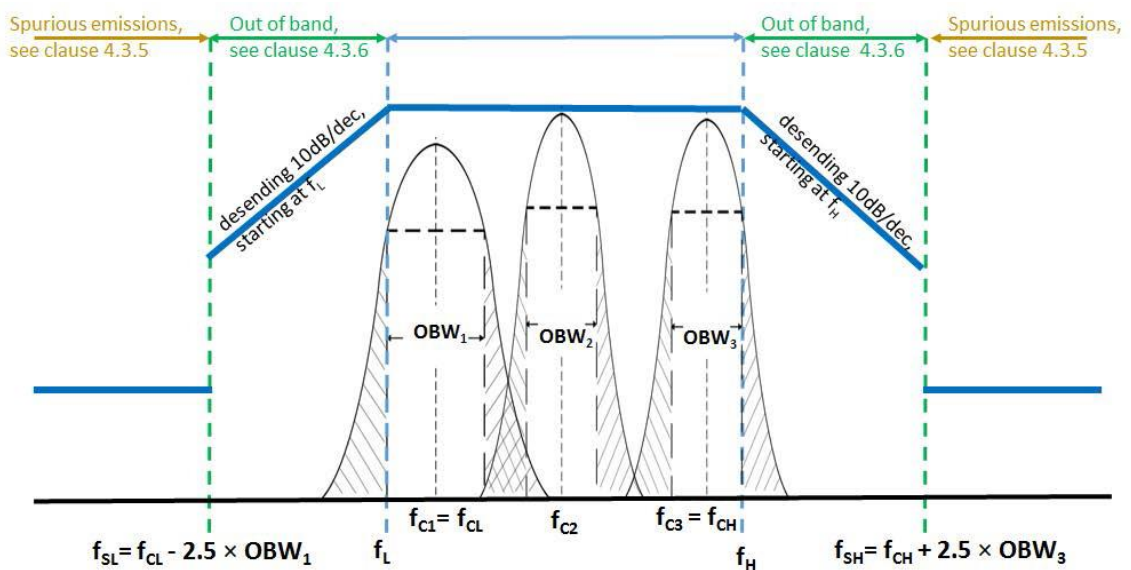 Spurious emissions,
see clause 4.3.5
Out of band,
see clause 4.3.6
Out of band,
see clause 4.3.6
Spurious emissions,
see clause 4.3.5
desending 10dB/dec,
starting at fL
desending 10dB/dec,
starting at fH
OBW1
OBW2
OBW3
fC1= fCL
fC2
fC3 = fCH
fSL= fCL - 2.5 × OBW1
fL
fH
fSH= fCH + 2.5 × OBW3